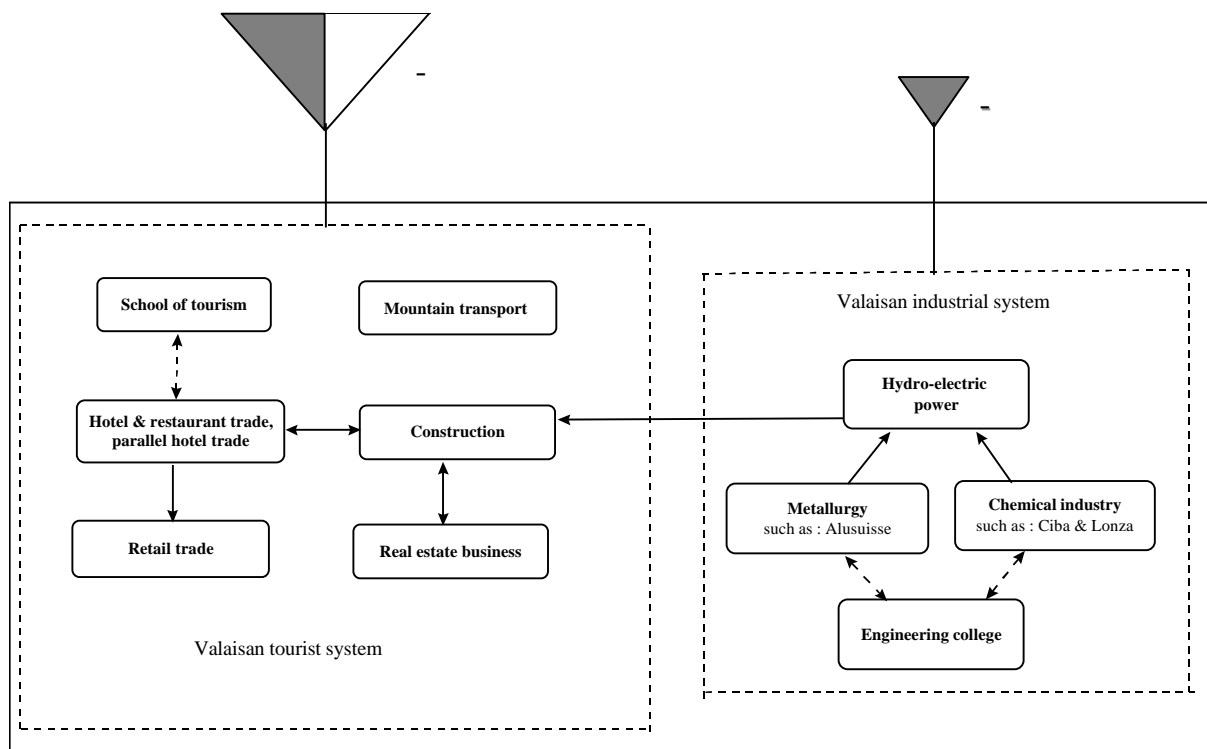 -
-
School of tourism
Mountain transport
Valaisan industrial system
Hydro-electric
power
Hotel & restaurant trade,
parallel hotel trade
Construction
Metallurgy
such as : Alusuisse
Chemical industry
such as : Ciba & Lonza
Retail trade
Real estate business
Engineering college
Valaisan tourist system